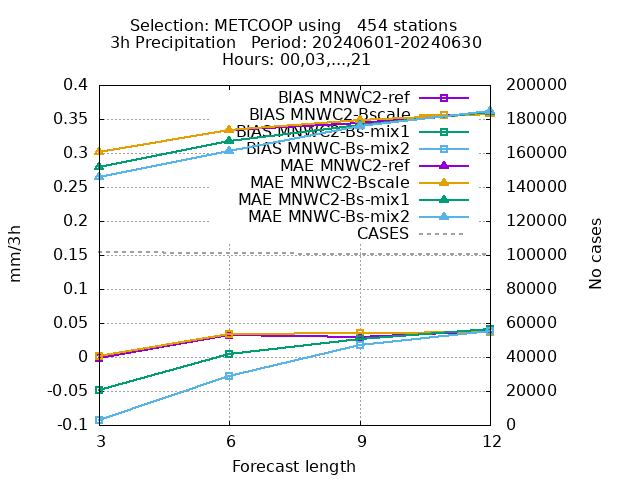 Selection: METCOOP using   454 stations
3h Precipitation   Period: 20240601-20240630
Hours: 00,03,...,21
BIAS MNWC2-ref
BIAS MNWC2-Bscale
BIAS MNWC2-Bs-mix1
BIAS MNWC-Bs-mix2
MAE MNWC2-ref
MAE MNWC2-Bscale
MAE MNWC2-Bs-mix1
MAE MNWC-Bs-mix2
CASES
0.4
0.35
0.3
0.25
0.2
0.15
0.1
0.05
0
-0.05
-0.1
mm/3h
200000
180000
160000
140000
120000
100000
80000
60000
40000
20000
0
No cases
3 6 9 12
Forecast length